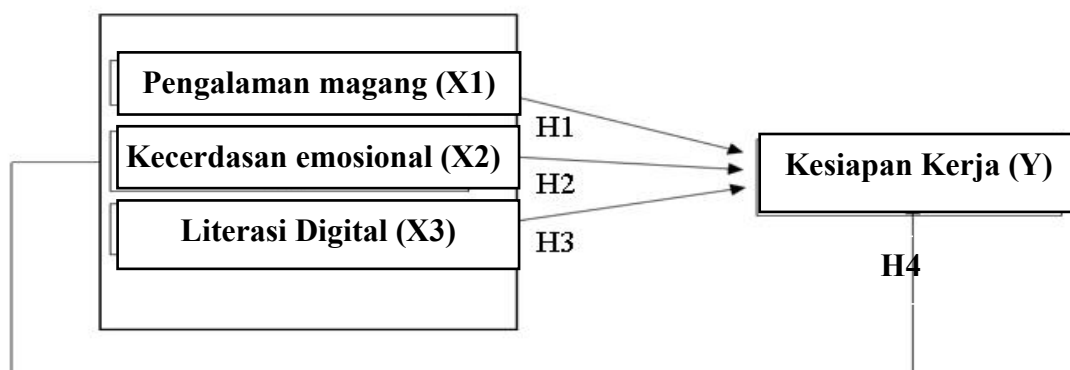 Pengalaman magang (X1)
H1
Kecerdasan emosional (X2)
Kesiapan Kerja (Y)
H2
Literasi Digital (X3)
H3
H4